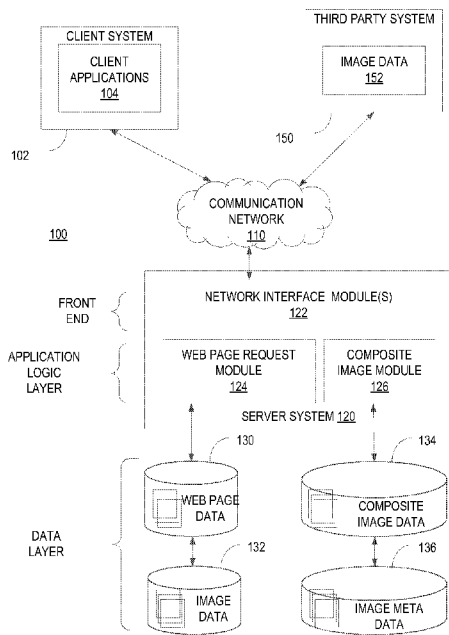 CLIENT SYSTEM
CLIENT
APPLICATIONS
104
102
THIRD PARTY SYSTEM
IMAGE DATA
152
150
COMMUNICATION
NETWORK
110
100
FRONT
END
NETWORK INTERFACE MODULE(S)
122
APPLICATION
LOGIC
LAYER
WEB PAGE REQUEST
MODULE
124
COMPOSITE
IMAGE MODULE
126
SERVER SYSTEM 120
130
134
DATA
LAYER
WEB PAGE
DATA
COMPOSITE
IMAGE DATA
132
136
IMAGE
DATA
IMAGE META
DATA